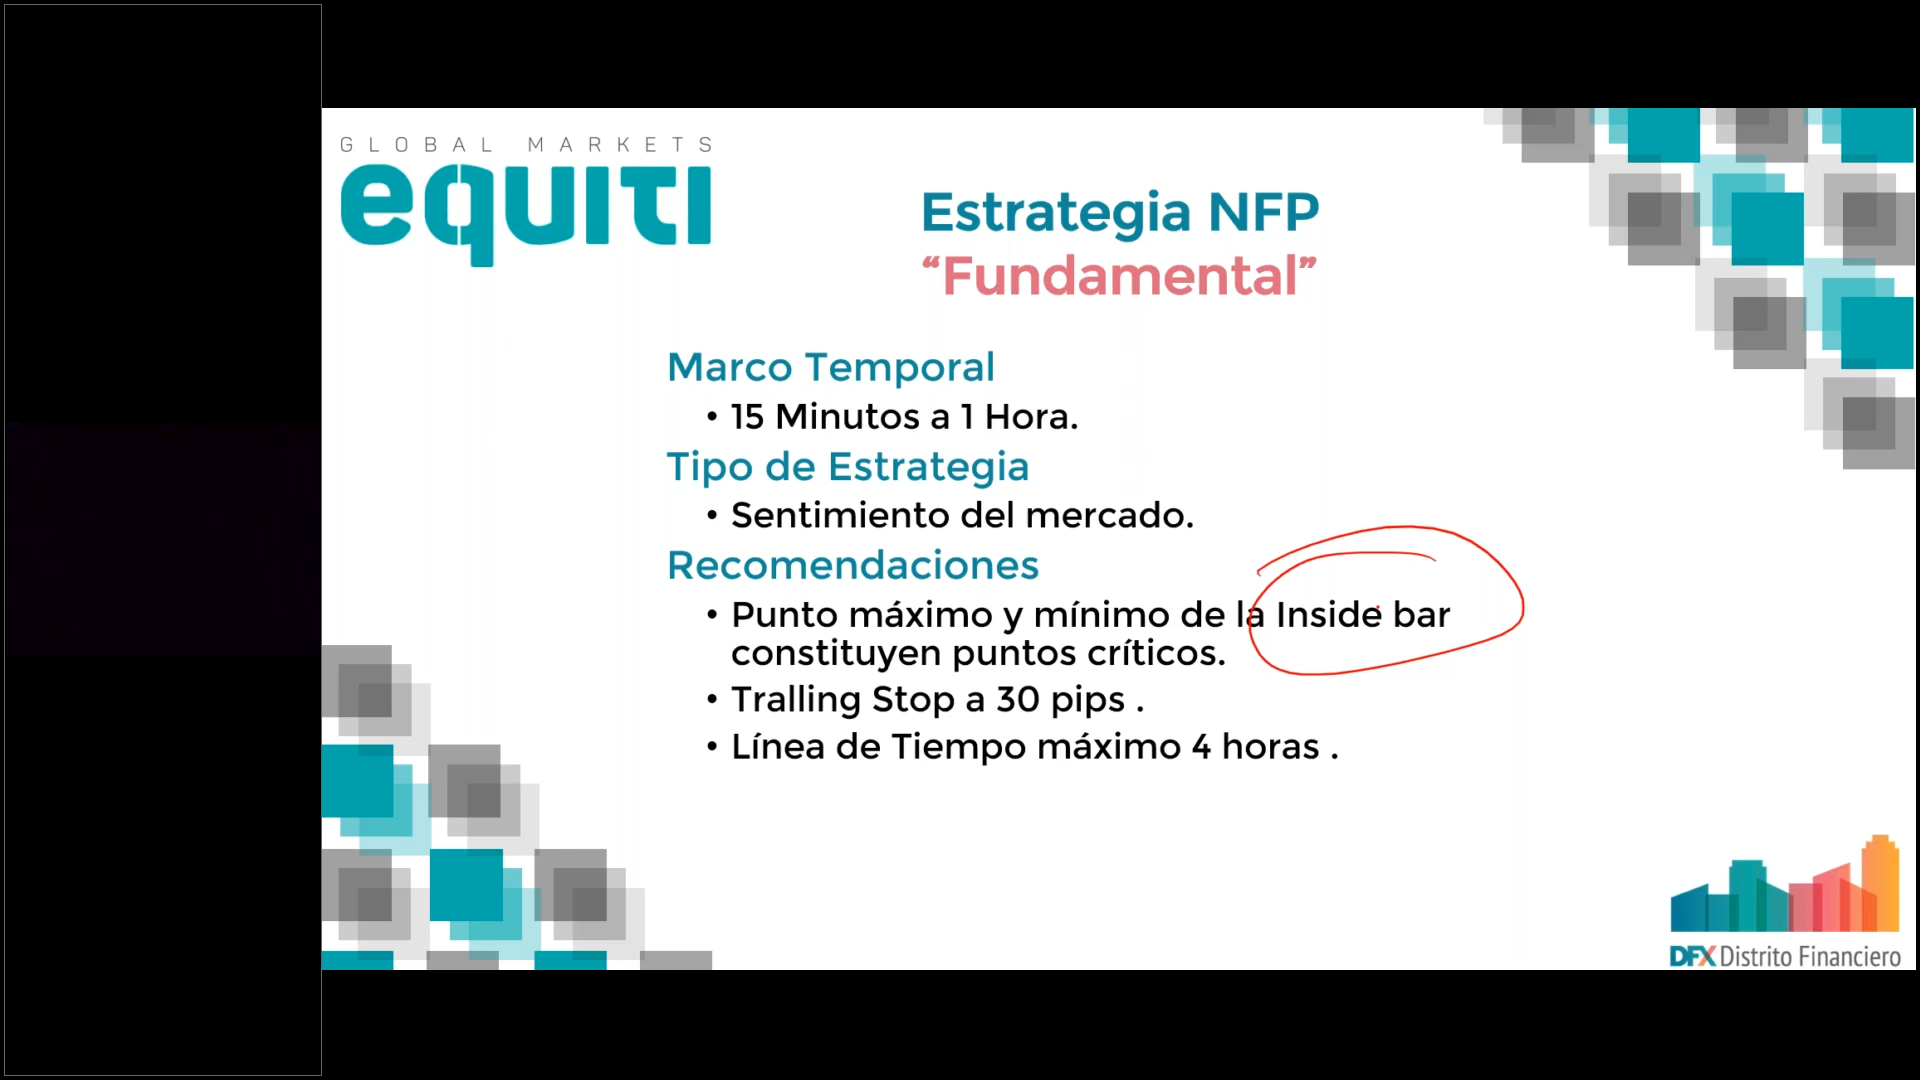 GLOBAL MARKETS
equiti
Estrategia NFP
“Fundamental”
Marco Temporal
• 15 Minutos a 1 Hora.
Tipo de Estrategia
• Sentimiento del mercado.
Recomendaciones
• Punto máximo y mínimo de la Inside bar
constituyen puntos críticos.
• Tralling Stop a 30 pips .
• Línea de Tiempo máximo 4 horas .
DFX Distrito Financiero